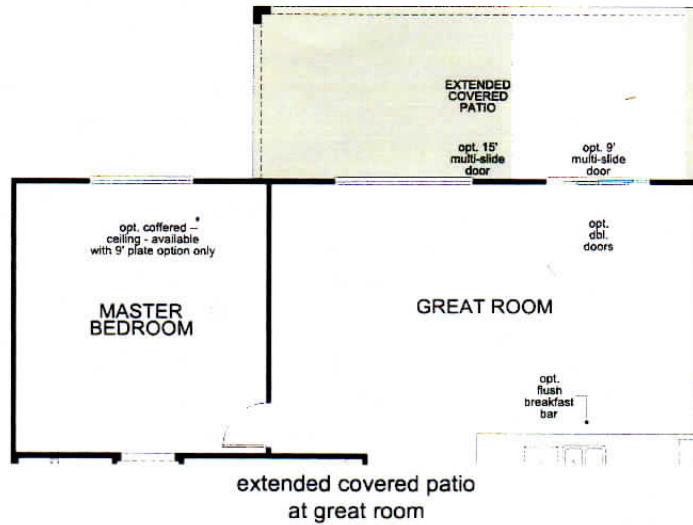 EXTENDED
COVERED
PATIO
opt. 15'
multi-slide
door
opt. 9'
multi-slide
door
opt. coffered –
ceiling - available
with 9' plate option only
opt.
dbl.
doors
MASTER
BEDROOM
GREAT ROOM
opt.
flush
breakfast
bar
extended covered patio
at great room